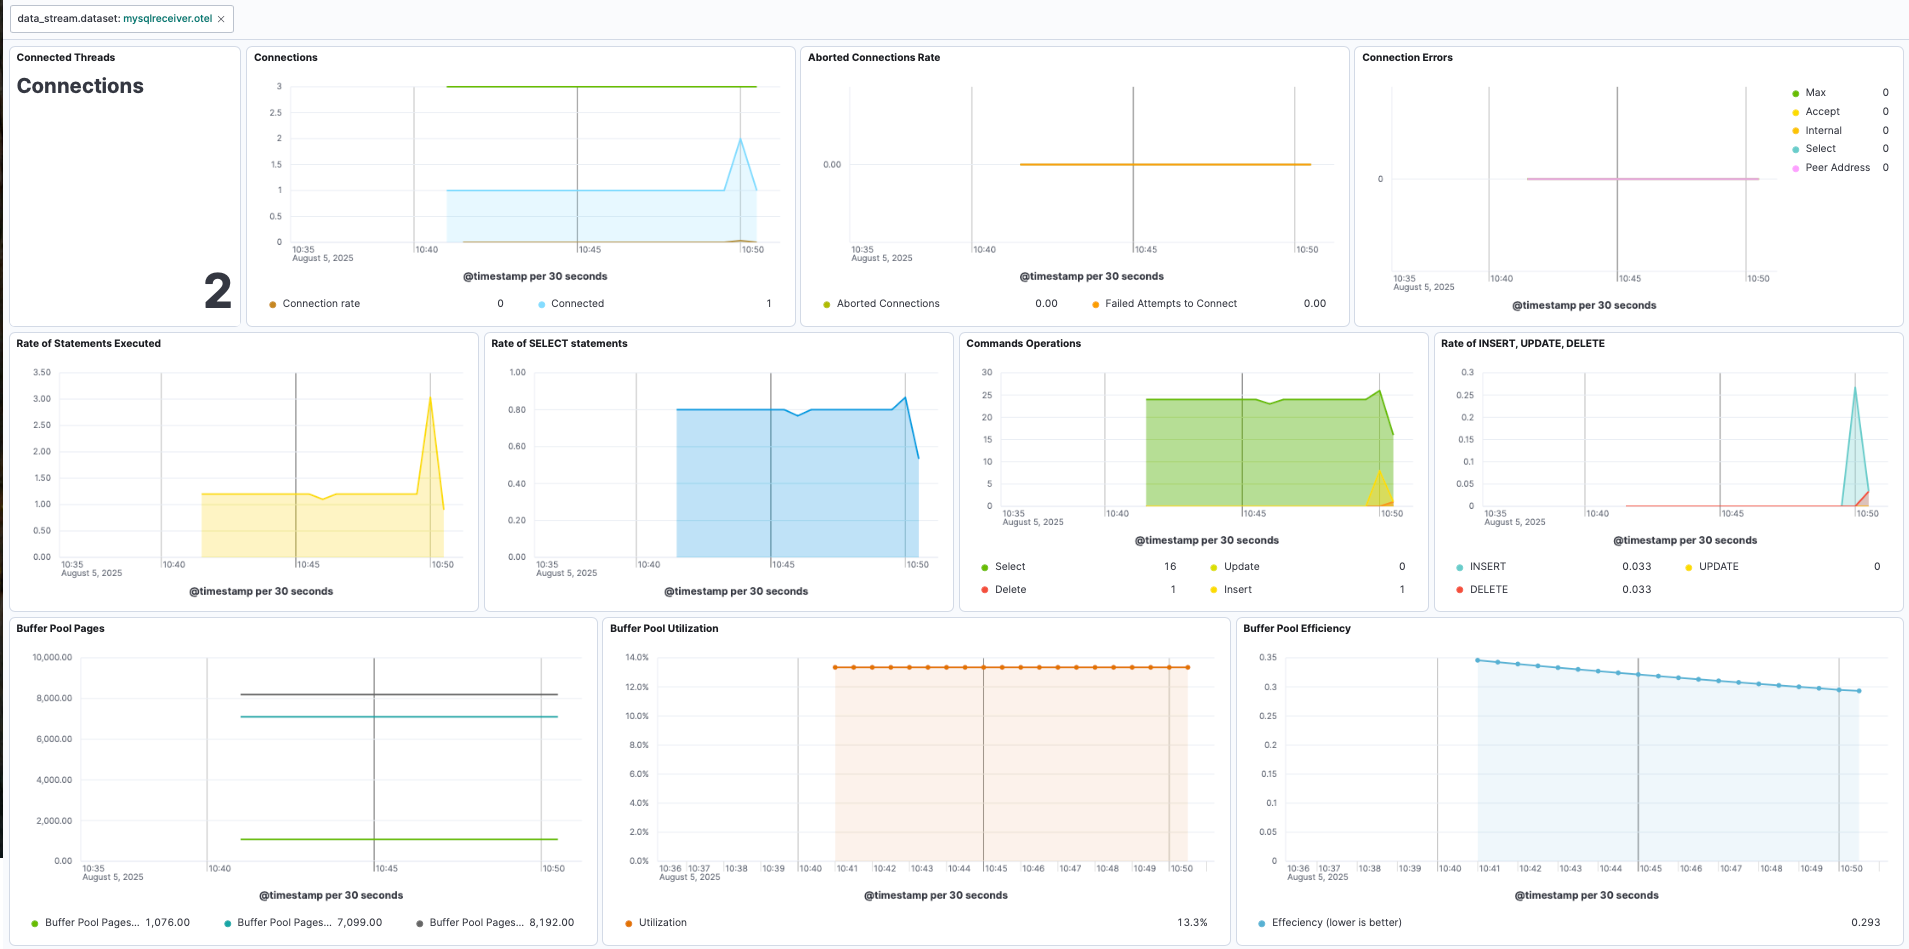 data_stream.dataset: mysqlreceiver.otel ×
Connected Threads
Connections
2
Connections
3
2.5
2
1.5
1
0.5
0
10:35 10:40 10:45 10:50
August 5, 2025
@timestamp per 30 seconds
Connection rate 0 Connected 1
Aborted Connections Rate
0.00
10:35 10:40 10:45 10:50
August 5, 2025
@timestamp per 30 seconds
Aborted Connections 0.00 Failed Attempts to Connect 0.00
Connection Errors
0
10:35 10:40 10:45 10:50
August 5, 2025
@timestamp per 30 seconds
Max 0
Accept 0
Internal 0
Select 0
Peer Address 0
Rate of Statements Executed
3.50
3.00
2.50
2.00
1.50
1.00
0.50
0.00
10:35 10:40 10:45 10:50
August 5, 2025
@timestamp per 30 seconds
Rate of SELECT statements
1.00
0.80
0.60
0.40
0.20
0.00
10:35 10:40 10:45 10:50
August 5, 2025
@timestamp per 30 seconds
Commands Operations
30
25
20
15
10
5
0
10:35 10:40 10:45 10:50
August 5, 2025
@timestamp per 30 seconds
Select 16 Update 0
Delete 1 Insert 1
Rate of INSERT, UPDATE, DELETE
0.3
0.25
0.2
0.15
0.1
0.05
0
10:35 10:40 10:45 10:50
August 5, 2025
@timestamp per 30 seconds
INSERT 0.033 UPDATE 0
DELETE 0.033
Buffer Pool Pages
10,000.00
8,000.00
6,000.00
4,000.00
2,000.00
0.00
10:35 10:40 10:45 10:50
August 5, 2025
@timestamp per 30 seconds
Buffer Pool Pages... 1,076.00 Buffer Pool Pages... 7,099.00 Buffer Pool Pages... 8,192.00
Buffer Pool Utilization
14.0%
12.0%
10.0%
8.0%
6.0%
4.0%
2.0%
0.0%
10:36 10:37 10:38 10:39 10:40 10:41 10:42 10:43 10:44 10:45 10:46 10:47 10:48 10:49 10:50
August 5, 2025
@timestamp per 30 seconds
Utilization 13.3%
Buffer Pool Efficiency
0.35
0.3
0.25
0.2
0.15
0.1
0.05
0
10:36 10:37 10:38 10:39 10:40 10:41 10:42 10:43 10:44 10:45 10:46 10:47 10:48 10:49 10:50
August 5, 2025
@timestamp per 30 seconds
Effeciency (lower is better) 0.293